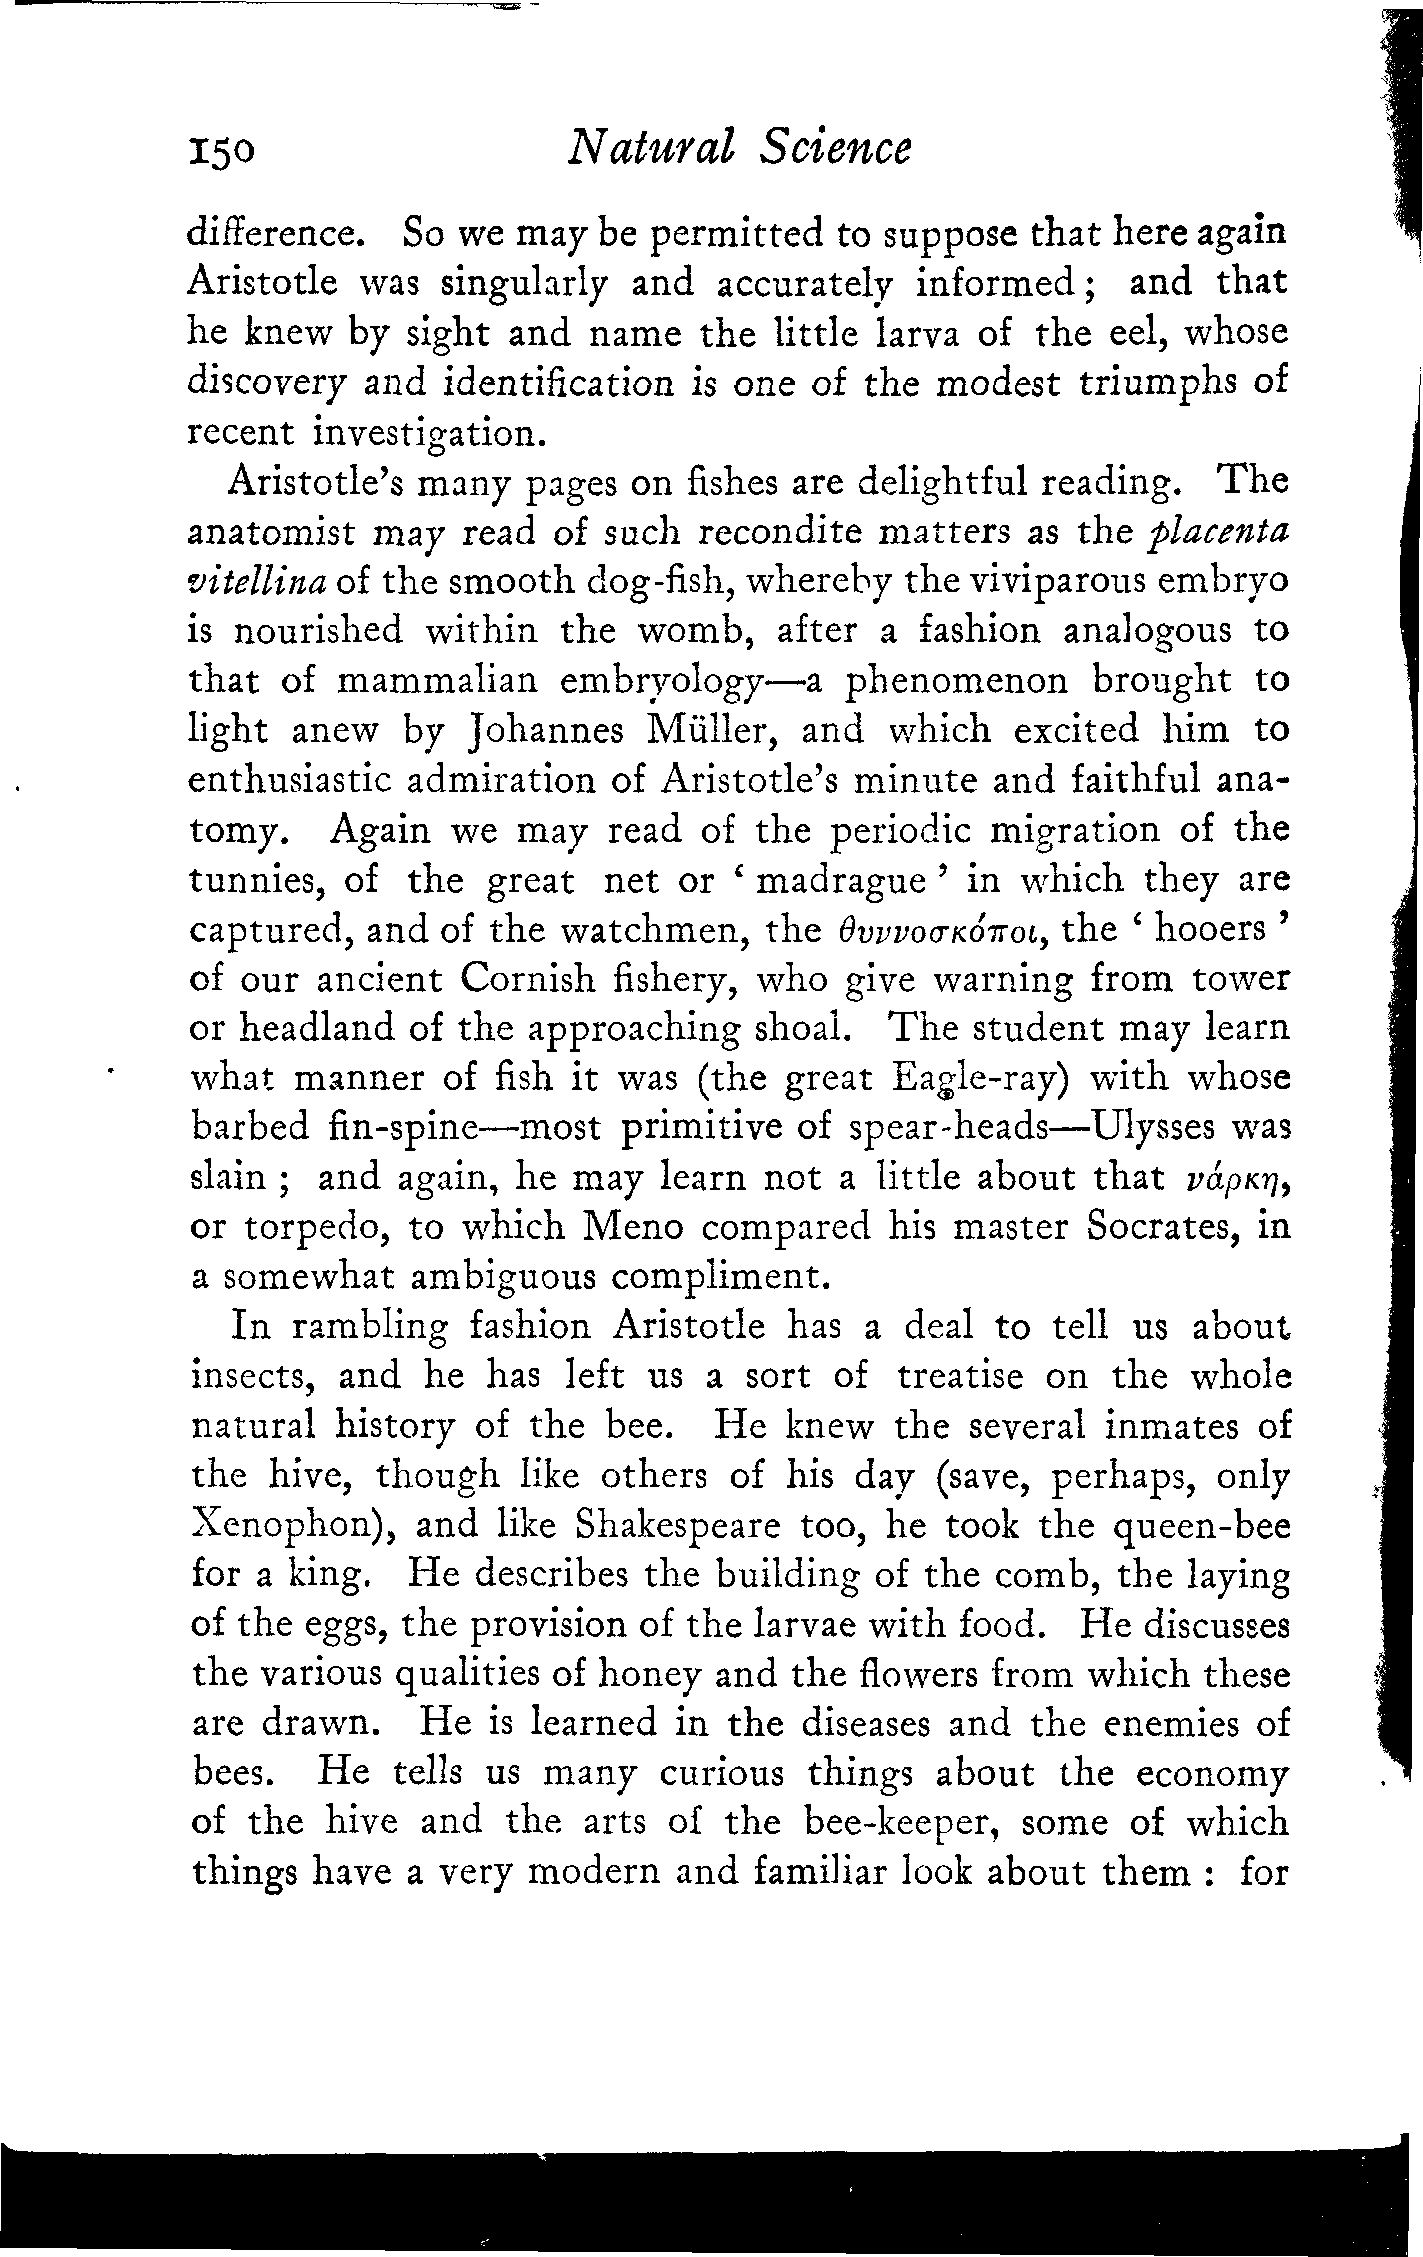 150 Natural Science
difference. So we may be permitted to suppose that here again
Aristotle was singularly and accurately informed ; and that
he knew by sight and name the little larva of the eel, whose
discovery and identification is one of the modest triumphs of
recent investigation.
Aristotle's many pages on fishes are delightful reading. The
anatomist may read of such recondite matters as the placenta
vitellina of the smooth dog-fish, whereby the viviparous embryo
is nourished within the womb, after a fashion analogous to
that of mammalian embryology—a phenomenon brought to
light anew by Johannes Müller, and which excited him to
enthusiastic admiration of Aristotle's minute and faithful ana-
tomy. Again we may read of the periodic migration of the
tunnies, of the great net or ‘ madrague ’ in which they are
captured, and of the watchmen, the θυννοσκόποι, the ‘ hooers ’
of our ancient Cornish fishery, who give warning from tower
or headland of the approaching shoal. The student may learn
what manner of fish it was (the great Eagle-ray) with whose
barbed fin-spine—most primitive of spear-heads—Ulysses was
slain ; and again, he may learn not a little about that νάρκη,
or torpedo, to which Meno compared his master Socrates, in
a somewhat ambiguous compliment.
In rambling fashion Aristotle has a deal to tell us about
insects, and he has left us a sort of treatise on the whole
natural history of the bee. He knew the several inmates of
the hive, though like others of his day (save, perhaps, only
Xenophon), and like Shakespeare too, he took the queen-bee
for a king. He describes the building of the comb, the laying
of the eggs, the provision of the larvae with food. He discusses
the various qualities of honey and the flowers from which these
are drawn. He is learned in the diseases and the enemies of
bees. He tells us many curious things about the economy
of the hive and the arts of the bee-keeper, some of which
things have a very modern and familiar look about them : for